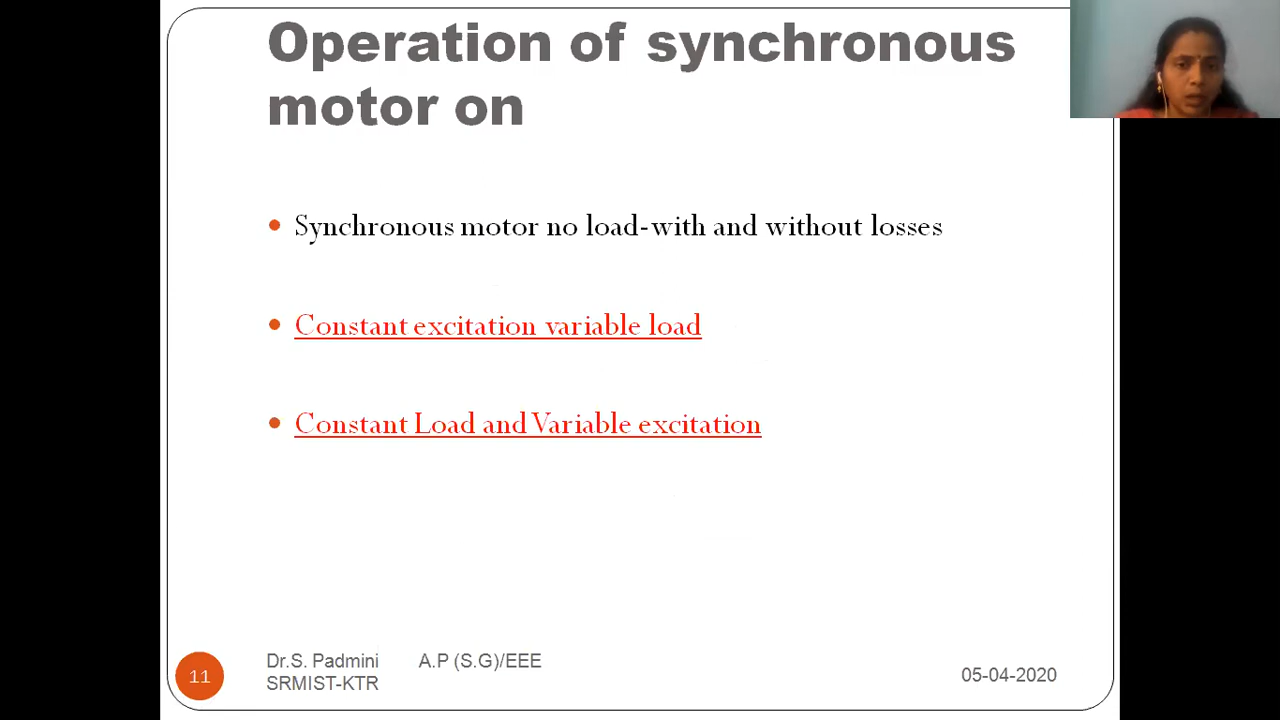 Operation of synchronous
motor on
Synchronous motor no load-with and without losses
Constant excitation variable load
Constant Load and Variable excitation
11
Dr.S. Padmini A.P (S.G)/EEE
SRMIST-KTR
05-04-2020